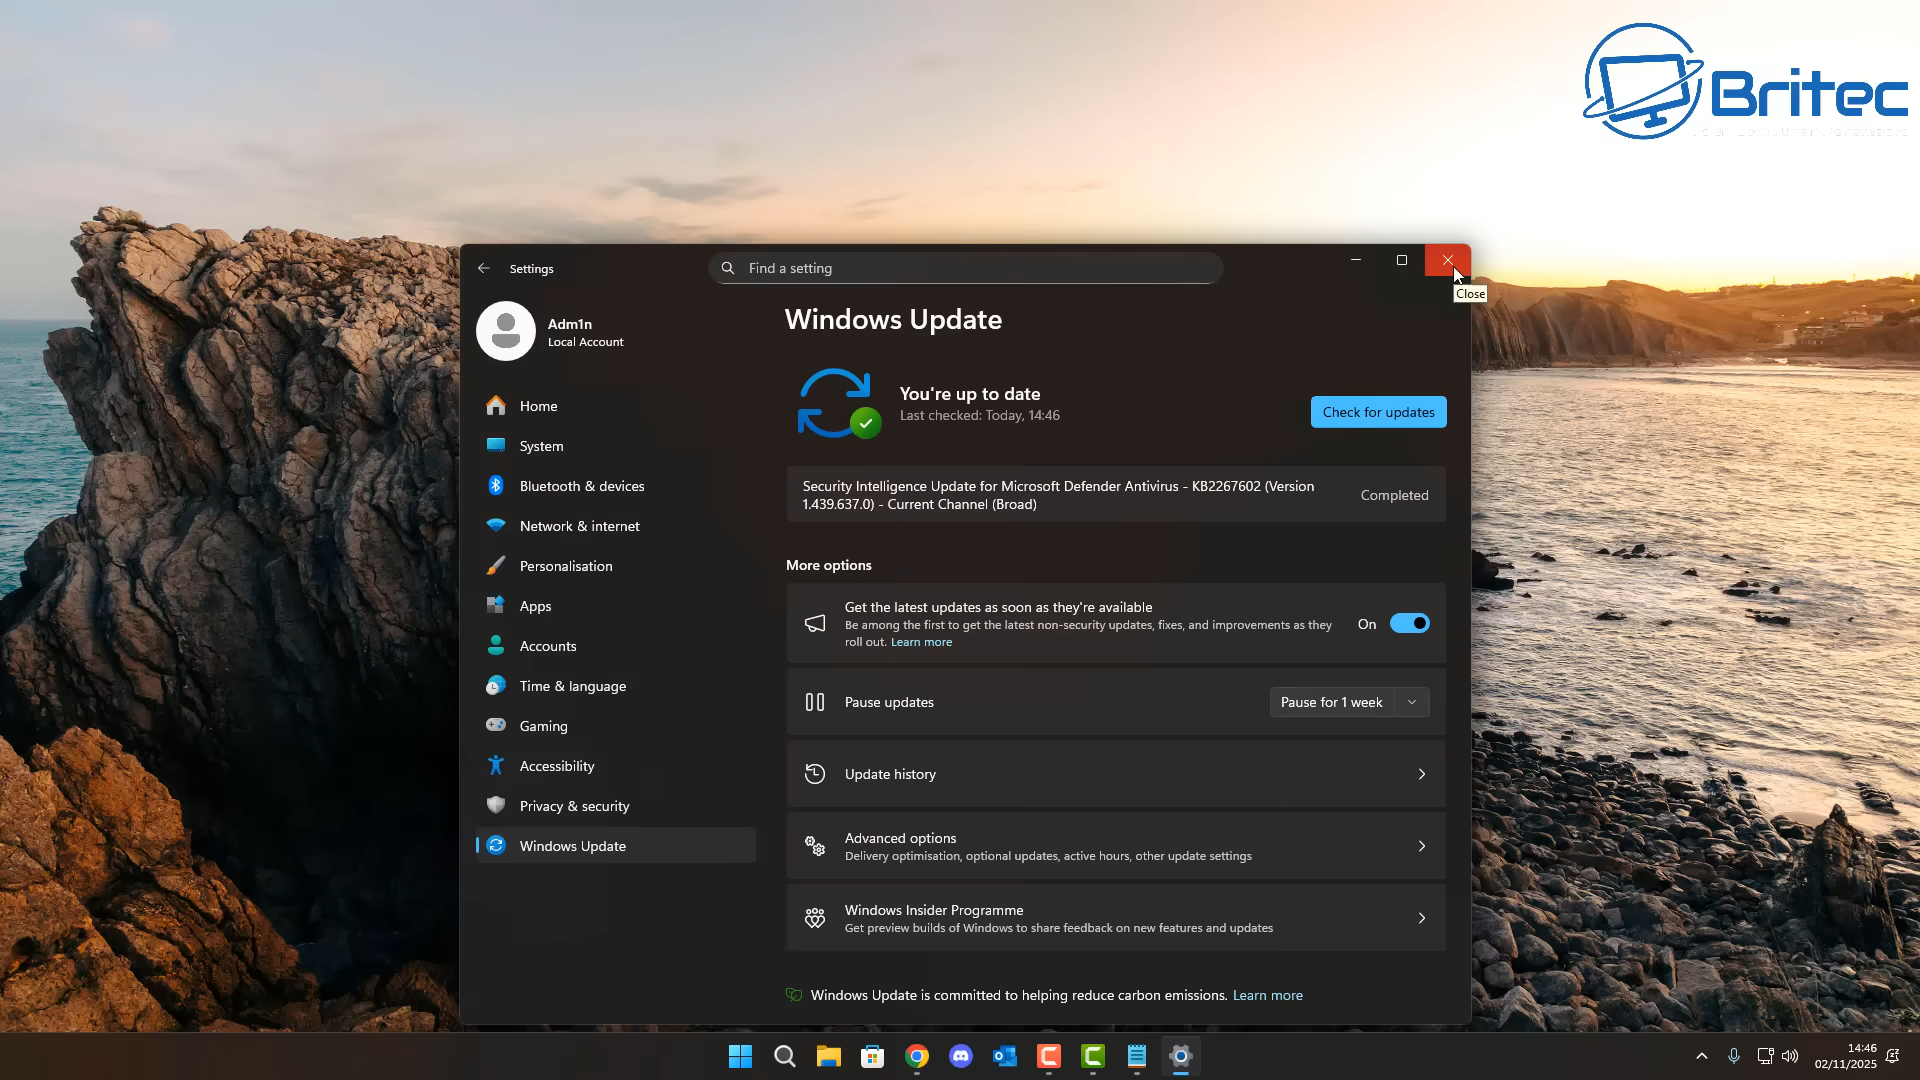 Britec
Settings
Find a setting
Close
Adm1n
Local Account
Home
System
Bluetooth & devices
Network & internet
Personalisation
Apps
Accounts
Time & language
Gaming
Accessibility
Privacy & security
Windows Update
Windows Update
You're up to date
Last checked: Today, 14:46
Check for updates
Security Intelligence Update for Microsoft Defender Antivirus - KB2267602 (Version
1.439.637.0) - Current Channel (Broad)
Completed
More options
Get the latest updates as soon as they're available
Be among the first to get the latest non-security updates, fixes, and improvements as they
roll out. Learn more
On
Pause updates
Pause for 1 week
Update history
Advanced options
Delivery optimisation, optional updates, active hours, other update settings
Windows Insider Programme
Get preview builds of Windows to share feedback on new features and updates
Windows Update is committed to helping reduce carbon emissions. Learn more
14:46
02/11/2025